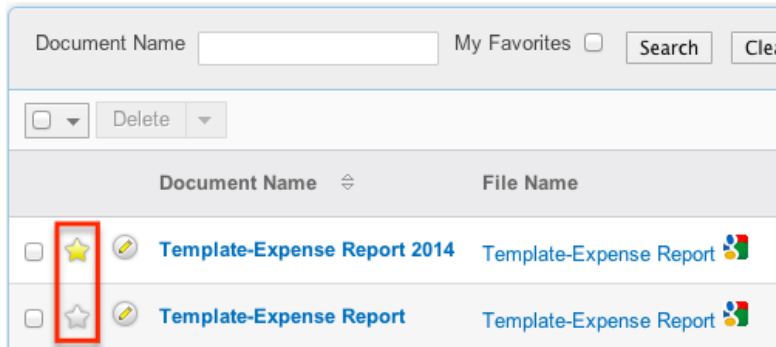 Document Name My Favorites Search Clea
Delete
Document Name File Name
Template-Expense Report 2014 Template-Expense Report
Template-Expense Report Template-Expense Report